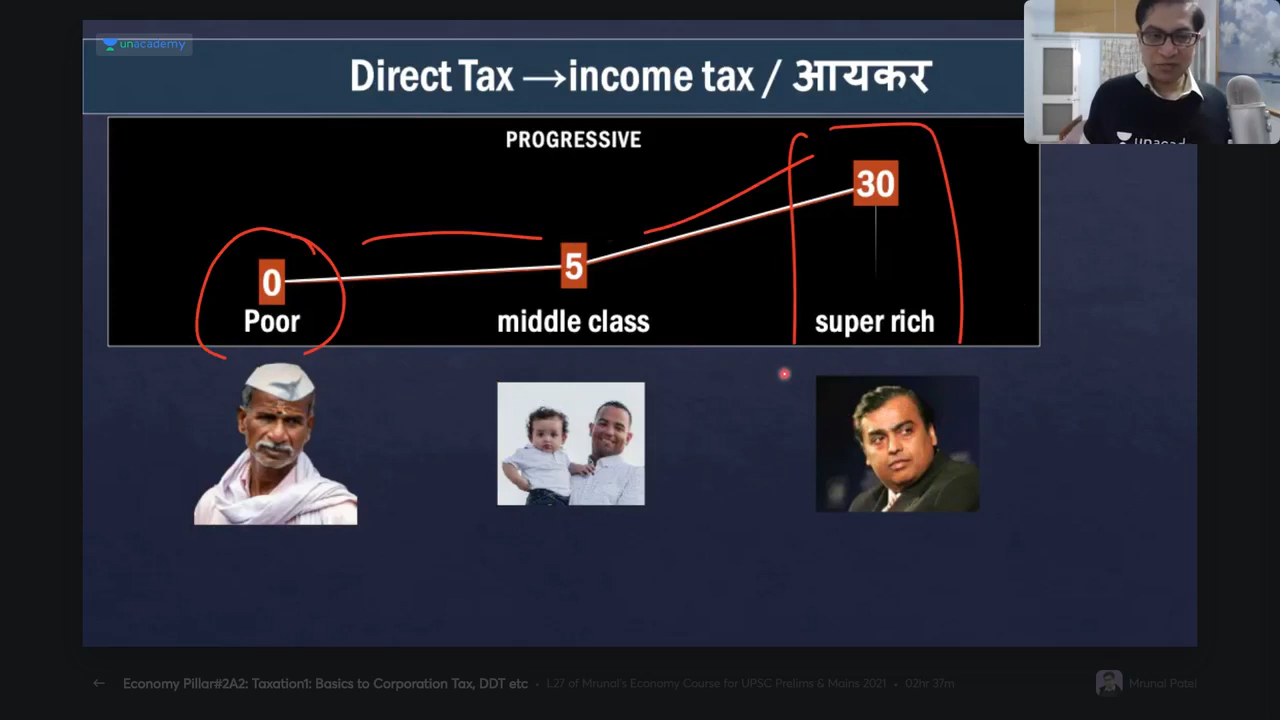 unacademy
Direct Tax →income tax / आयकर
PROGRESSIVE
0
5
30
Poor
middle class
super rich
unacad
← Economy Pillar#2A2: Taxation1: Basics to Corporation Tax, DDT etc • L27 of Mrunal's Economy Course for UPSC Prelims & Mains 2021 • 02hr 37m
Mrunal Patel